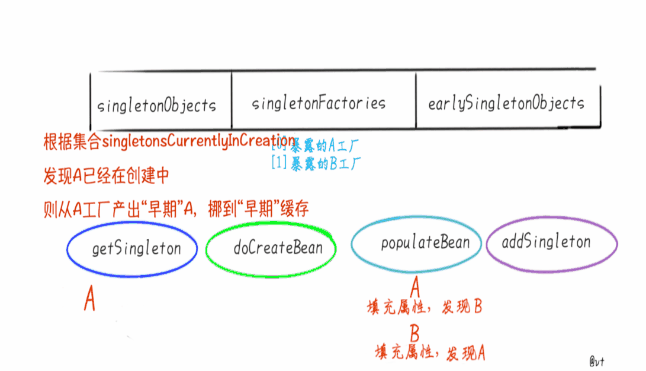 singletonObjects singletonFactories earlySingletonObjects
根据集合singletonsCurrentlyInCreation
[0]暴露的A工厂
[1]暴露的B工厂
发现A已经在创建中
则从A工厂产出“早期”A，挪到“早期”缓存
getSingleton doCreateBean populateBean addSingleton
A A
填充属性，发现B
B
填充属性，发现A
@vt